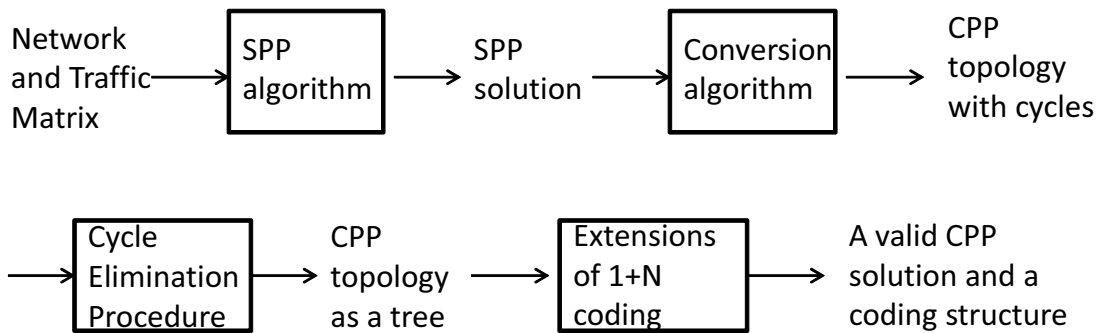 Network
and Traffic
Matrix
SPP
algorithm
SPP
solution
Conversion
algorithm
CPP
topology
with cycles
Cycle
Elimination
Procedure
CPP
topology
as a tree
Extensions
of 1+N
coding
A valid CPP
solution and a
coding structure